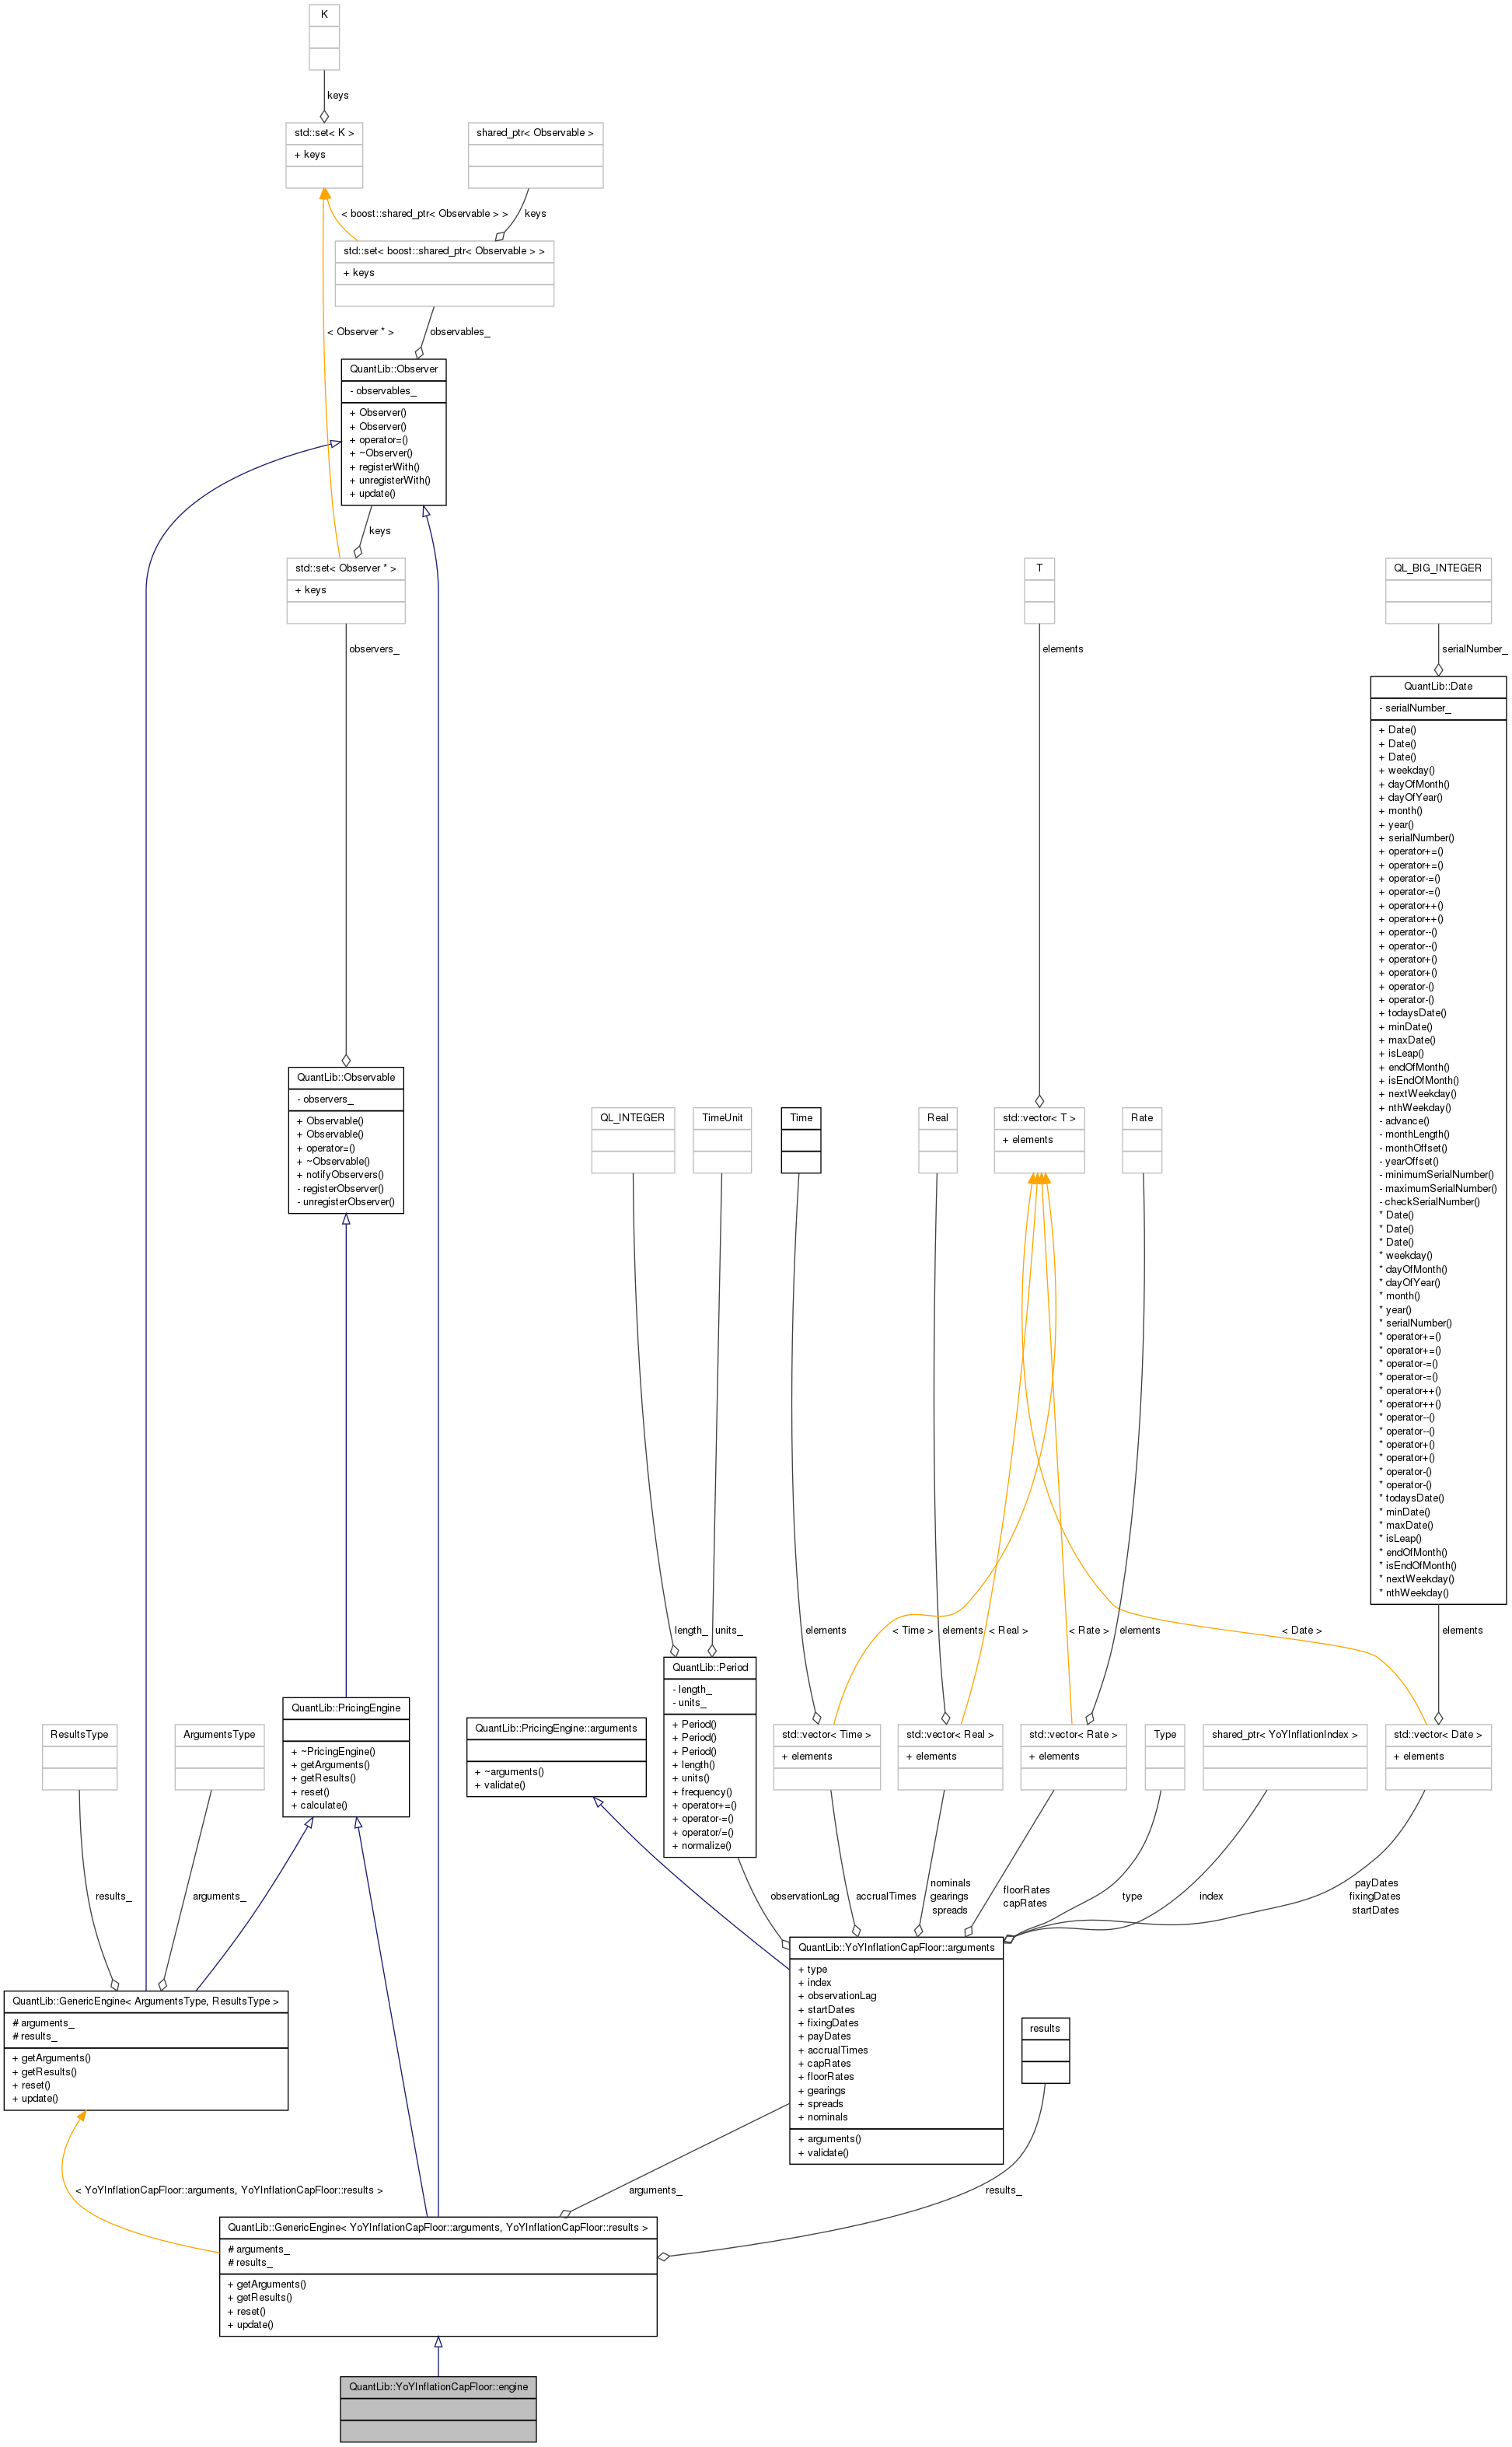 K
keys
std::set< K >
+ keys
shared_ptr< Observable >
< boost::shared_ptr< Observable > >
keys
std::set< boost::shared_ptr< Observable > >
+ keys
< Observer * >
observables_
QuantLib::Observer
- observables_
+ Observer()
+ Observer()
+ operator=()
+ ~Observer()
+ registerWith()
+ unregisterWith()
+ update()
keys
std::set< Observer * >
+ keys
T
QL_BIG_INTEGER
observers_
elements
serialNumber_
QuantLib::Date
- serialNumber_
+ Date()
+ Date()
+ Date()
+ weekday()
+ dayOfMonth()
+ dayOfYear()
+ month()
+ year()
+ serialNumber()
+ operator+=()
+ operator+=()
+ operator-=()
+ operator-=()
+ operator++()
+ operator++()
+ operator--()
+ operator--()
+ operator+()
+ operator+()
+ operator-()
+ operator-()
+ todaysDate()
+ minDate()
+ maxDate()
+ isLeap()
+ endOfMonth()
+ isEndOfMonth()
+ nextWeekday()
+ nthWeekday()
- advance()
- monthLength()
- monthOffset()
- yearOffset()
- minimumSerialNumber()
- maximumSerialNumber()
- checkSerialNumber()
* Date()
* Date()
* Date()
* weekday()
* dayOfMonth()
* dayOfYear()
* month()
* year()
* serialNumber()
* operator+=()
* operator+=()
* operator-=()
* operator-=()
* operator++()
* operator++()
* operator--()
* operator--()
* operator+()
* operator+()
* operator-()
* operator-()
* todaysDate()
* minDate()
* maxDate()
* isLeap()
* endOfMonth()
* isEndOfMonth()
* nextWeekday()
* nthWeekday()
QuantLib::Observable
- observers_
+ Observable()
+ Observable()
+ operator=()
+ ~Observable()
+ notifyObservers()
- registerObserver()
- unregisterObserver()
QL_INTEGER
TimeUnit
Time
Real
std::vector< T >
+ elements
Rate
length_
units_
elements
< Time >
elements
< Real >
< Rate >
elements
< Date >
elements
ResultsType
ArgumentsType
QuantLib::PricingEngine
+ ~PricingEngine()
+ getArguments()
+ getResults()
+ reset()
+ calculate()
QuantLib::PricingEngine::arguments
+ ~arguments()
+ validate()
QuantLib::Period
- length_
- units_
+ Period()
+ Period()
+ Period()
+ length()
+ units()
+ frequency()
+ operator+=()
+ operator-=()
+ operator/=()
+ normalize()
std::vector< Time >
+ elements
std::vector< Real >
+ elements
std::vector< Rate >
+ elements
Type
shared_ptr< YoYInflationIndex >
std::vector< Date >
+ elements
results_
arguments_
observationLag
accrualTimes
nominals
gearings
spreads
floorRates
capRates
type
index
payDates
fixingDates
startDates
QuantLib::GenericEngine< ArgumentsType, ResultsType >
# arguments_
# results_
+ getArguments()
+ getResults()
+ reset()
+ update()
QuantLib::YoYInflationCapFloor::arguments
+ type
+ index
+ observationLag
+ startDates
+ fixingDates
+ payDates
+ accrualTimes
+ capRates
+ floorRates
+ gearings
+ spreads
+ nominals
+ arguments()
+ validate()
results
< YoYInflationCapFloor::arguments, YoYInflationCapFloor::results >
arguments_
results_
QuantLib::GenericEngine< YoYInflationCapFloor::arguments, YoYInflationCapFloor::results >
# arguments_
# results_
+ getArguments()
+ getResults()
+ reset()
+ update()
QuantLib::YoYInflationCapFloor::engine